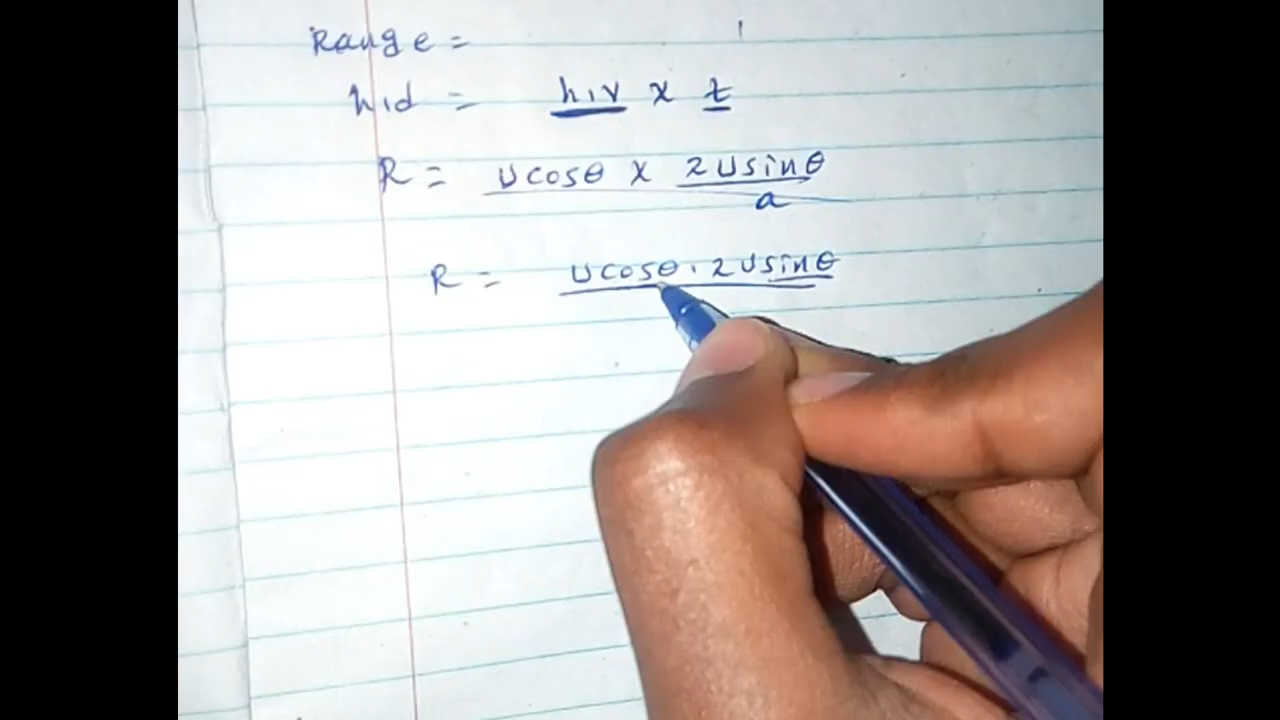 Range =
hid = hiv x t
R = Ucosθ x 2Usinθ
a
R = Ucosθ . 2Usinθ